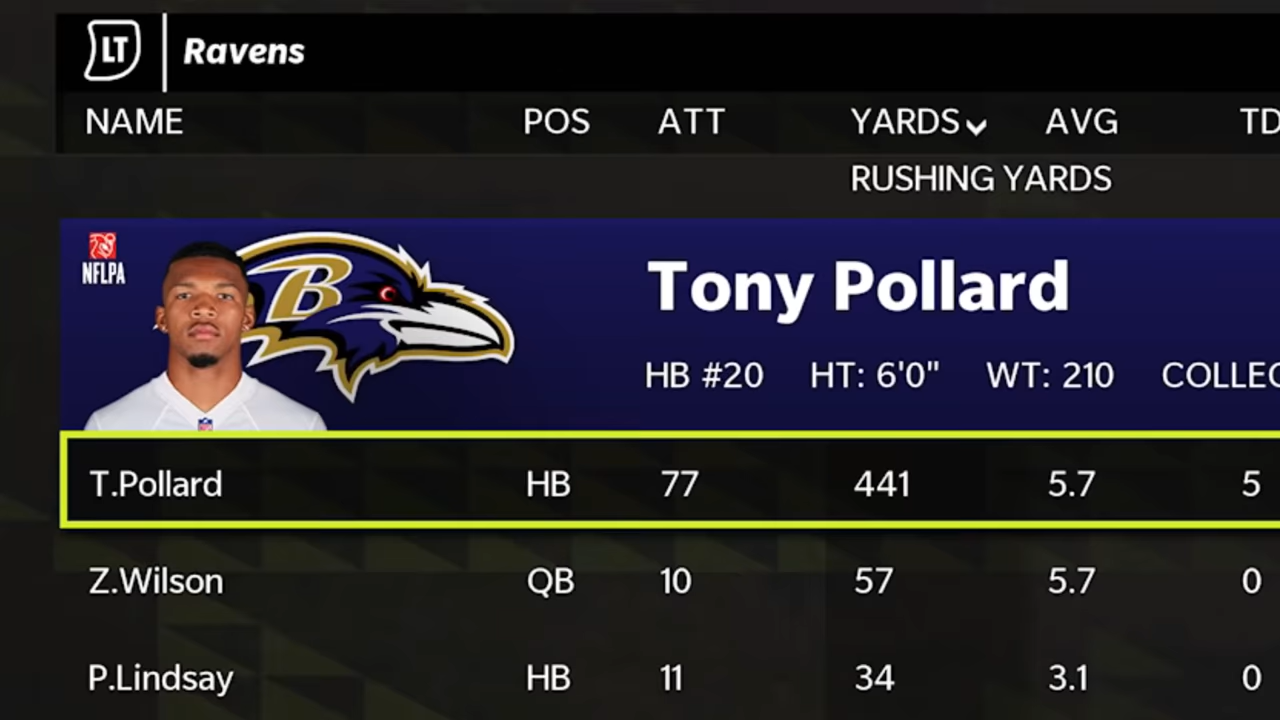 LT Ravens
NAME POS ATT YARDS AVG TD
RUSHING YARDS
NFLPA
B
Tony Pollard
HB #20 HT: 6'0" WT: 210 COLLEG
T.Pollard HB 77 441 5.7 5
Z.Wilson QB 10 57 5.7 0
P.Lindsay HB 11 34 3.1 0